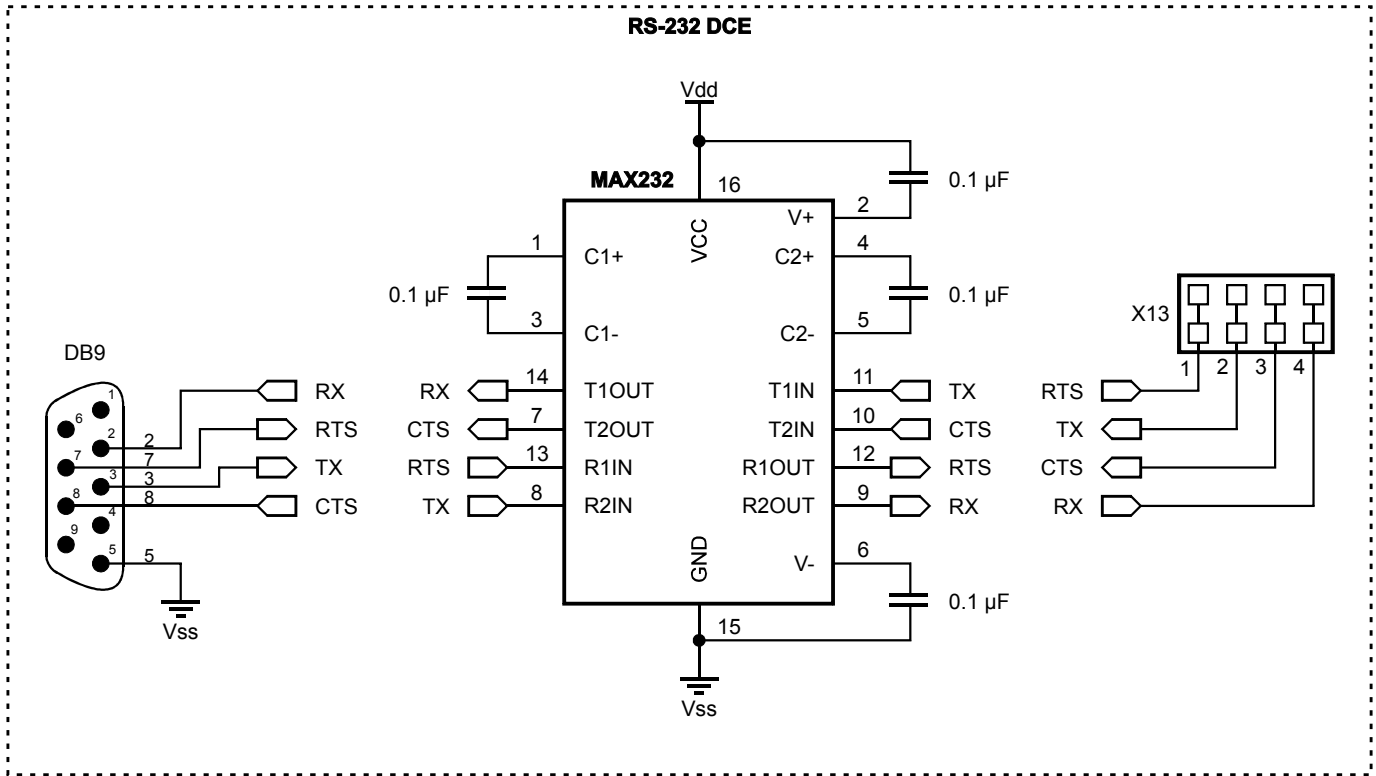 RS-232 DCE
Vdd
MAX232
16
0.1 µF
VCC
V+
2
1
C1+
C2+
4
0.1 µF
0.1 µF
3
C1-
C2-
5
X13
1
2
3
4
DB9
1
6
2
7
3
8
4
9
5
2
7
3
8
5
RX
RTS
TX
CTS
Vss
RX
14
T1OUT
T1IN
11
TX
RTS
CTS
7
T2OUT
T2IN
10
CTS
TX
RTS
13
R1IN
R1OUT
12
RTS
CTS
TX
8
R2IN
R2OUT
9
RX
RX
GND
V-
6
0.1 µF
15
Vss